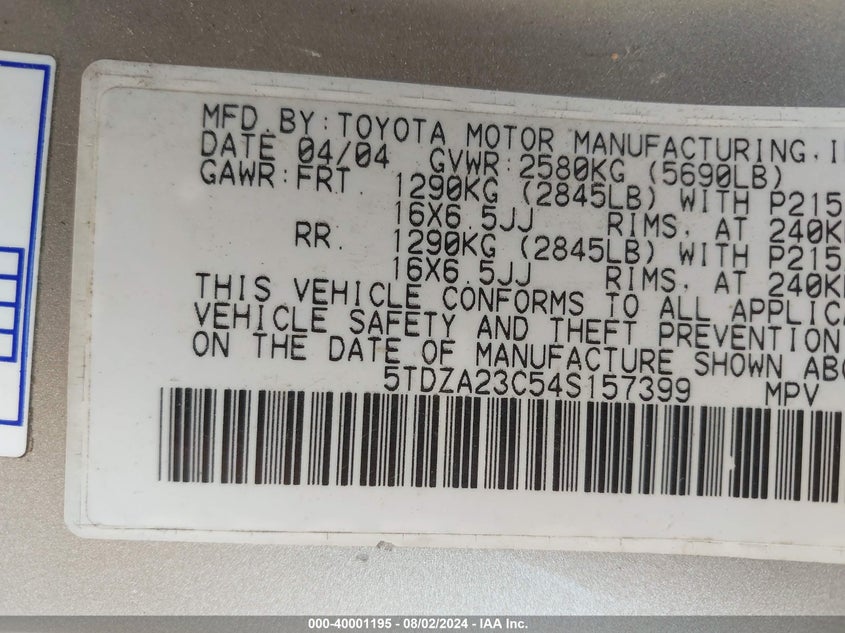 MFD. BY: TOYOTA MOTOR MANUFACTURING, I
DATE 04/04 GVWR: 2580KG (5690LB)
GAWR: FRT. 1290KG (2845LB) WITH P215
16X6.5JJ RIMS, AT 240K
RR. 1290KG (2845LB) WITH P215
16X6.5JJ RIMS, AT 240K
THIS VEHICLE CONFORMS TO ALL APPLICA
VEHICLE SAFETY AND THEFT PREVENTION
ON THE DATE OF MANUFACTURE SHOWN ABO
5TDZA23C54S157399 MPV
000-40001195 - 08/02/2024 - IAA Inc.